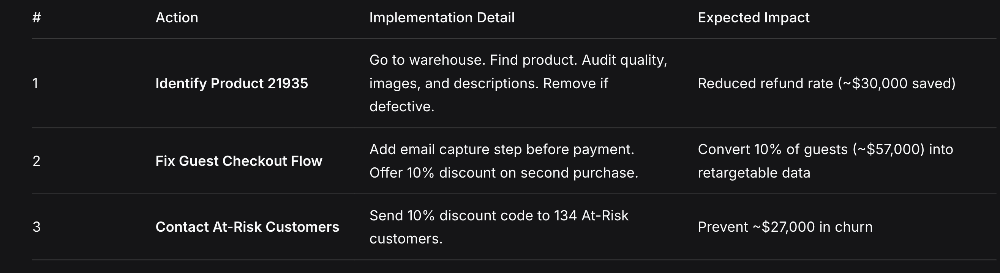 # Action Implementation Detail Expected Impact
Go to warehouse. Find product. Audit quality,
1 Identify Product 21935 images, and descriptions. Remove if Reduced refund rate (~$30,000 saved)
defective.
Add email capture step before payment. Convert 10% of guests (~$57,000) into
2 Fix Guest Checkout Flow
Offer 10% discount on second purchase. retargetable data
Send 10% discount code to 134 At-Risk
3 Contact At-Risk Customers Prevent ~$27,000 in churn
customers.